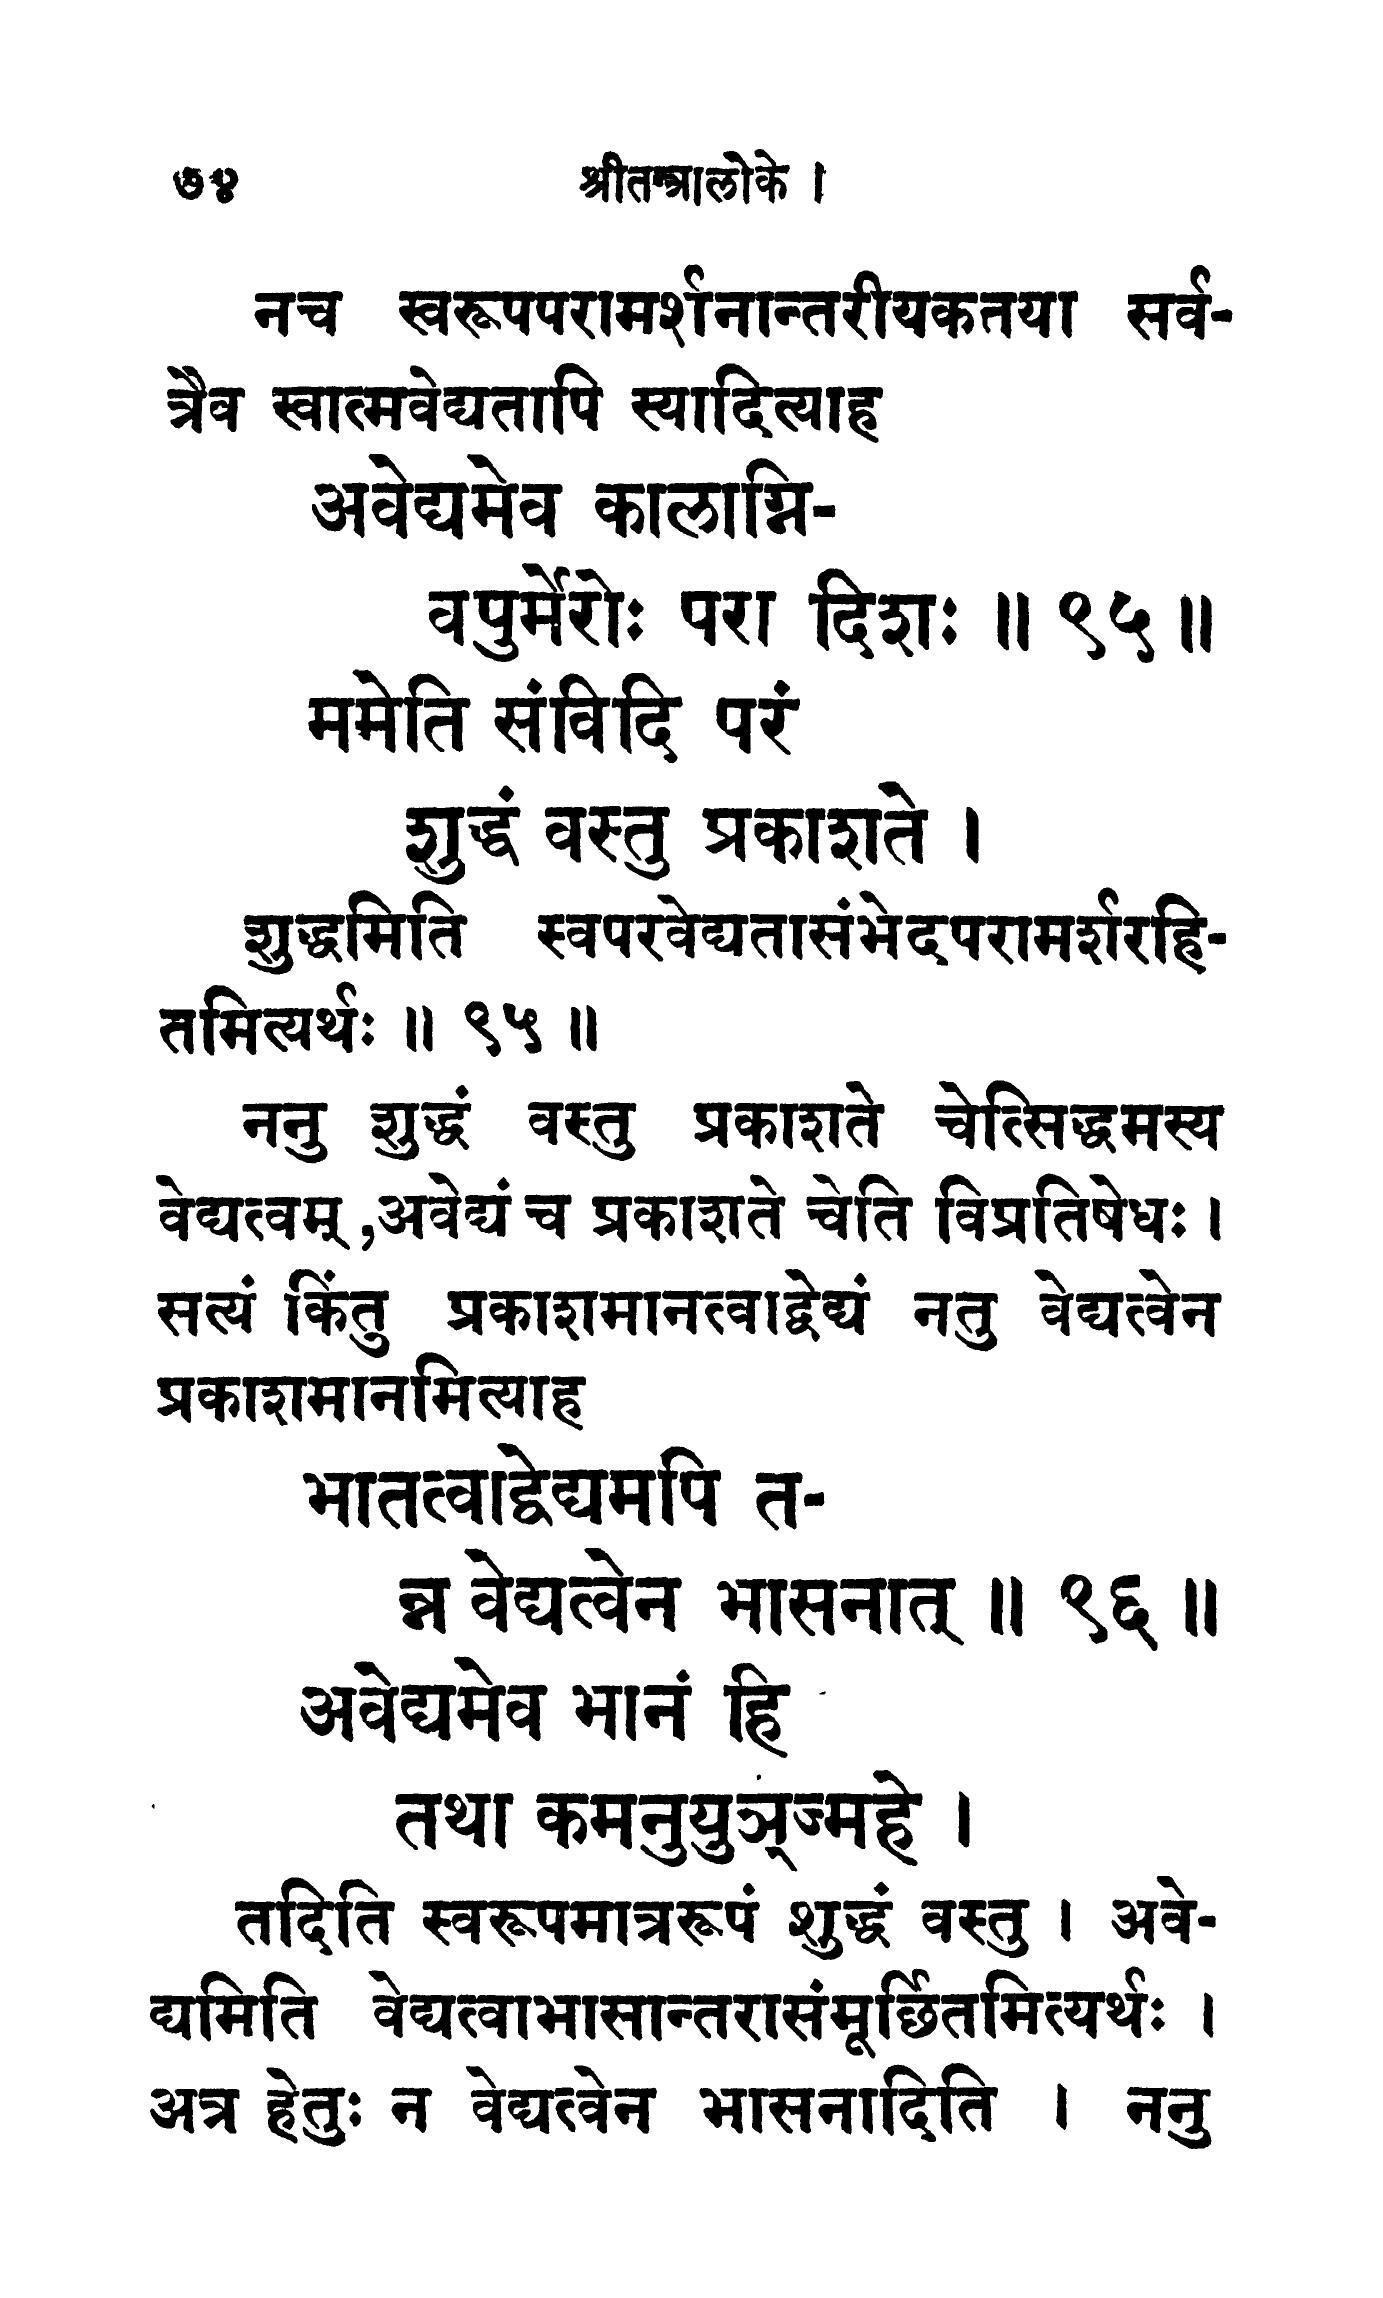 ७४ श्रीतन्त्रालोके ।
नच स्वरूपपरामर्शनान्तरीयकतया सर्व-
त्रैव स्वात्मवेद्यतापि स्यादित्याह
अवेद्यमेव कालाग्नि-
वपुर्मेरोः परा दिशः ॥ ९५ ॥
ममेति संविदि परं
शुद्धं वस्तु प्रकाशते ।
शुद्धमिति स्वपरवेद्यतासंभेदपरामर्शरहि-
तमित्यर्थः ॥ ९५ ॥
ननु शुद्धं वस्तु प्रकाशते चेत्सिद्धमस्य
वेद्यत्वम् ,अवेद्यं च प्रकाशते चेति विप्रतिषेधः ।
सत्यं किंतु प्रकाशमानत्वाद्वेद्यं नतु वेद्यत्वेन
प्रकाशमानमित्याह
भातत्वाद्वेद्यमपि त-
न्न वेद्यत्वेन भासनात् ॥ ९६ ॥
अवेद्यमेव भानं हि
तथा कमनुयुञ्ज्महे ।
तदिति स्वरूपमात्ररूपं शुद्धं वस्तु । अवे-
द्यमिति वेद्यत्वाभासान्तरासंमूर्छितमित्यर्थः ।
अत्र हेतुः न वेद्यत्वेन भासनादिति । ननु